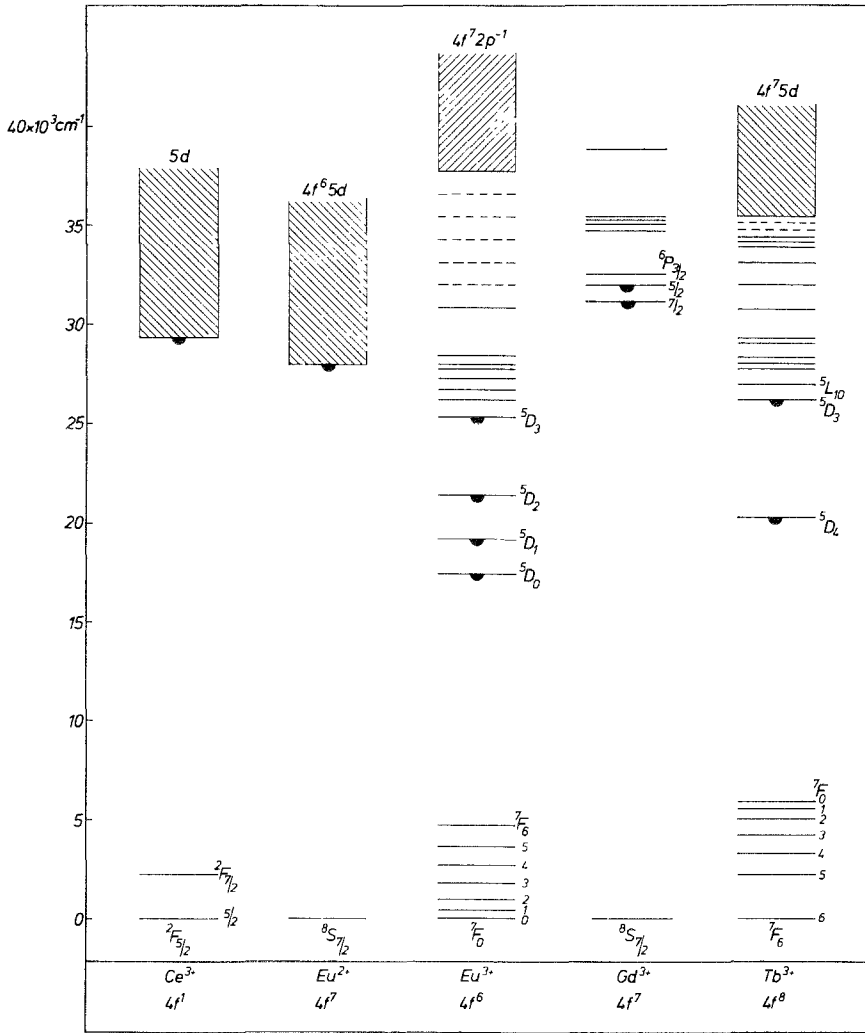 4f⁷2p⁻¹
4f⁷5d
40×10³cm⁻¹
5d
4f⁶5d
35
⁶P₃/₂
5/2
7/2
30
⁵L₁₀
⁵D₃
25
⁵D₃
⁵D₂
20
⁵D₄
⁵D₁
⁵D₀
15
10
⁷F₀
1
2
3
4
5
6
5
⁷F₆
5
4
3
2
1
0
²F₇/₂
5/2
0
²F₅/₂
⁸S₇/₂
⁷F₀
⁸S₇/₂
⁷F₆
Ce³⁺ Eu²⁺ Eu³⁺ Gd³⁺ Tb³⁺
4f¹ 4f⁷ 4f⁶ 4f⁷ 4f⁸